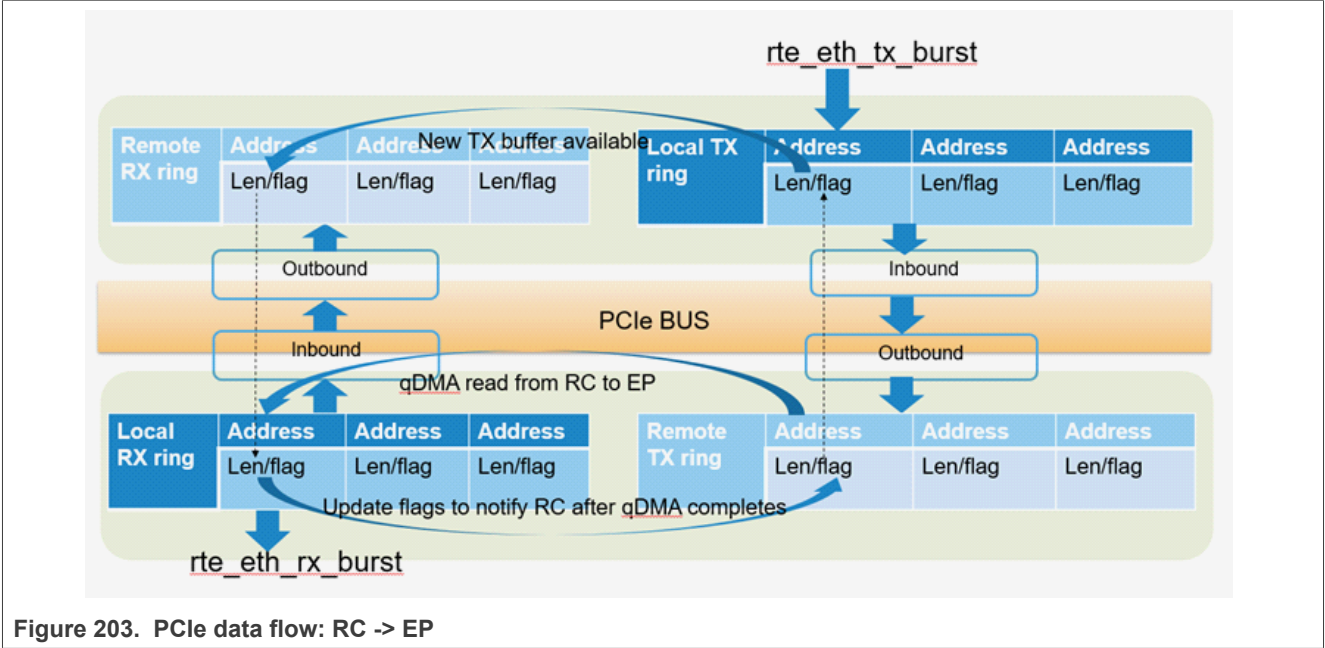 rte_eth_tx_burst
Remote RX ring
Address
Address
Address
New TX buffer available
Len/flag
Len/flag
Len/flag
Local TX ring
Address
Address
Address
Len/flag
Len/flag
Len/flag
Outbound
Inbound
PCIe BUS
Inbound
Outbound
qDMA read from RC to EP
Local RX ring
Address
Address
Address
Len/flag
Len/flag
Len/flag
Remote TX ring
Address
Address
Address
Len/flag
Len/flag
Len/flag
Update flags to notify RC after qDMA completes
rte_eth_rx_burst
Figure 203. PCIe data flow: RC -> EP